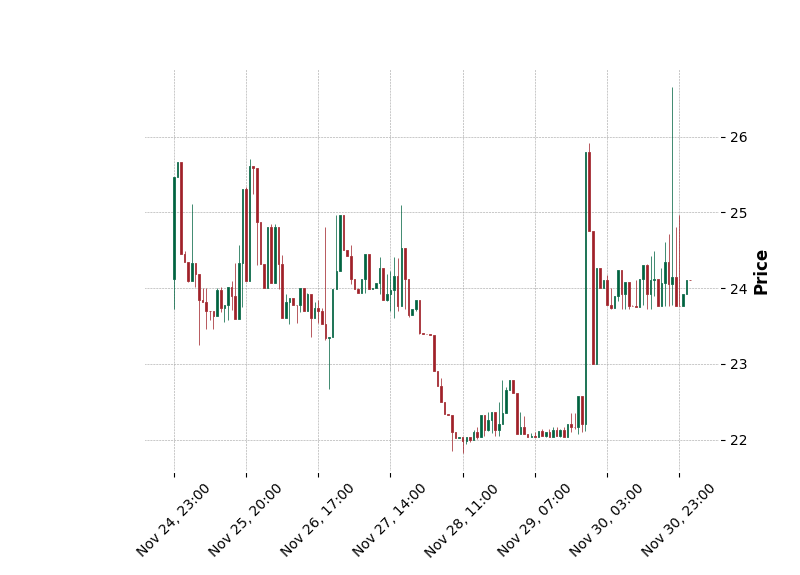 26
25
24
23
22
Price
Nov 24, 23:00
Nov 25, 20:00
Nov 26, 17:00
Nov 27, 14:00
Nov 28, 11:00
Nov 29, 07:00
Nov 30, 03:00
Nov 30, 23:00